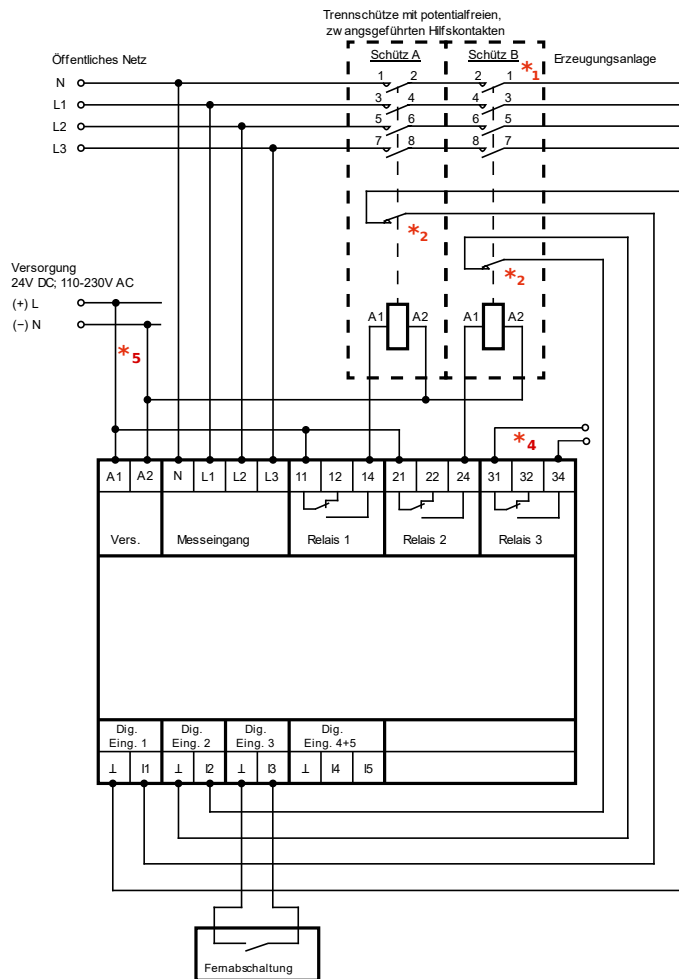 Trennschütze mit potentialfreien,
zw angsgeführten Hilfskontakten
Öffentliches Netz
Schütz A
Schütz B
Erzeugungsanlage
N
1 2
2 1
*1
L1
3 4
4 3
L2
5 6
6 5
L3
7 8
8 7
*2
*2
Versorgung
24V DC; 110-230V AC
(+) L
(−) N
A1 A2
A1 A2
*5
*4
A1 A2 N L1 L2 L3 11 12 14 21 22 24 31 32 34
Vers. Messeingang Relais 1 Relais 2 Relais 3
Dig.
Eing. 1
Dig.
Eing. 2
Dig.
Eing. 3
Dig.
Eing. 4+5
⊥ I1 ⊥ I2 ⊥ I3 ⊥ I4 I5
Fernabschaltung